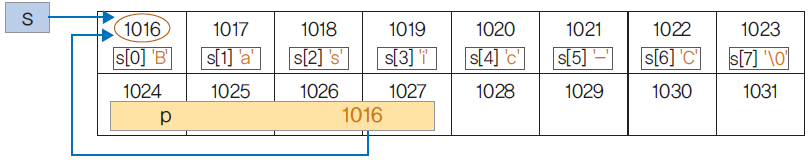 S
1016 1017 1018 1019 1020 1021 1022 1023
s[0] 'B' s[1] 'a' s[2] 's' s[3] 'i' s[4] 'c' s[5] '–' s[6] 'C' s[7] '\0'
1024 1025 1026 1027 1028 1029 1030 1031
p 1016